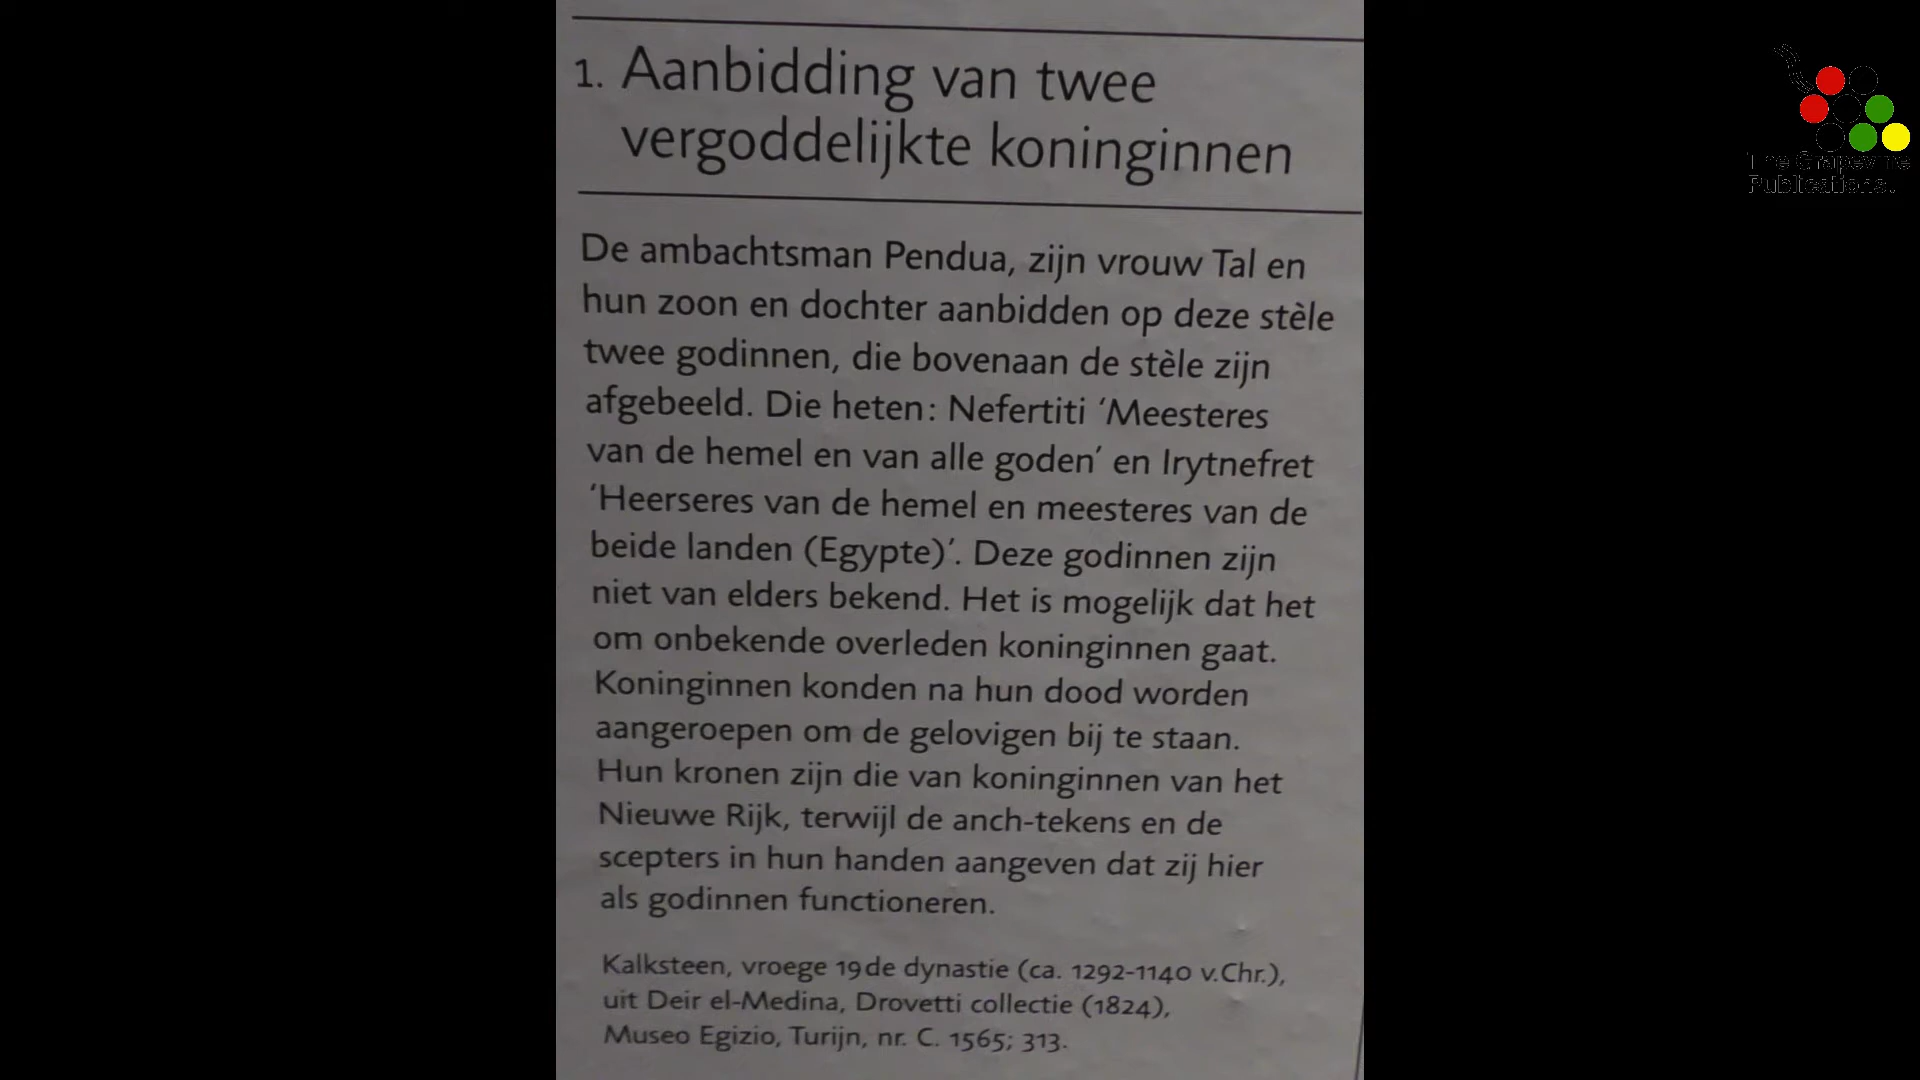 1. Aanbidding van twee
vergoddelijkte koninginnen
De ambachtsman Pendua, zijn vrouw Tal en
hun zoon en dochter aanbidden op deze stèle
twee godinnen, die bovenaan de stèle zijn
afgebeeld. Die heten: Nefertiti ‘Meesteres
van de hemel en van alle goden’ en Irytnefret
‘Heerseres van de hemel en meesteres van de
beide landen (Egypte)’. Deze godinnen zijn
niet van elders bekend. Het is mogelijk dat het
om onbekende overleden koninginnen gaat.
Koninginnen konden na hun dood worden
aangeroepen om de gelovigen bij te staan.
Hun kronen zijn die van koninginnen van het
Nieuwe Rijk, terwijl de anch-tekens en de
scepters in hun handen aangeven dat zij hier
als godinnen functioneren.
Kalksteen, vroege 19de dynastie (ca. 1292-1140 v.Chr.),
uit Deir el-Medina, Drovetti collectie (1824),
Museo Egizio, Turijn, nr. C. 1565; 313.
The Grapevine
Publications.